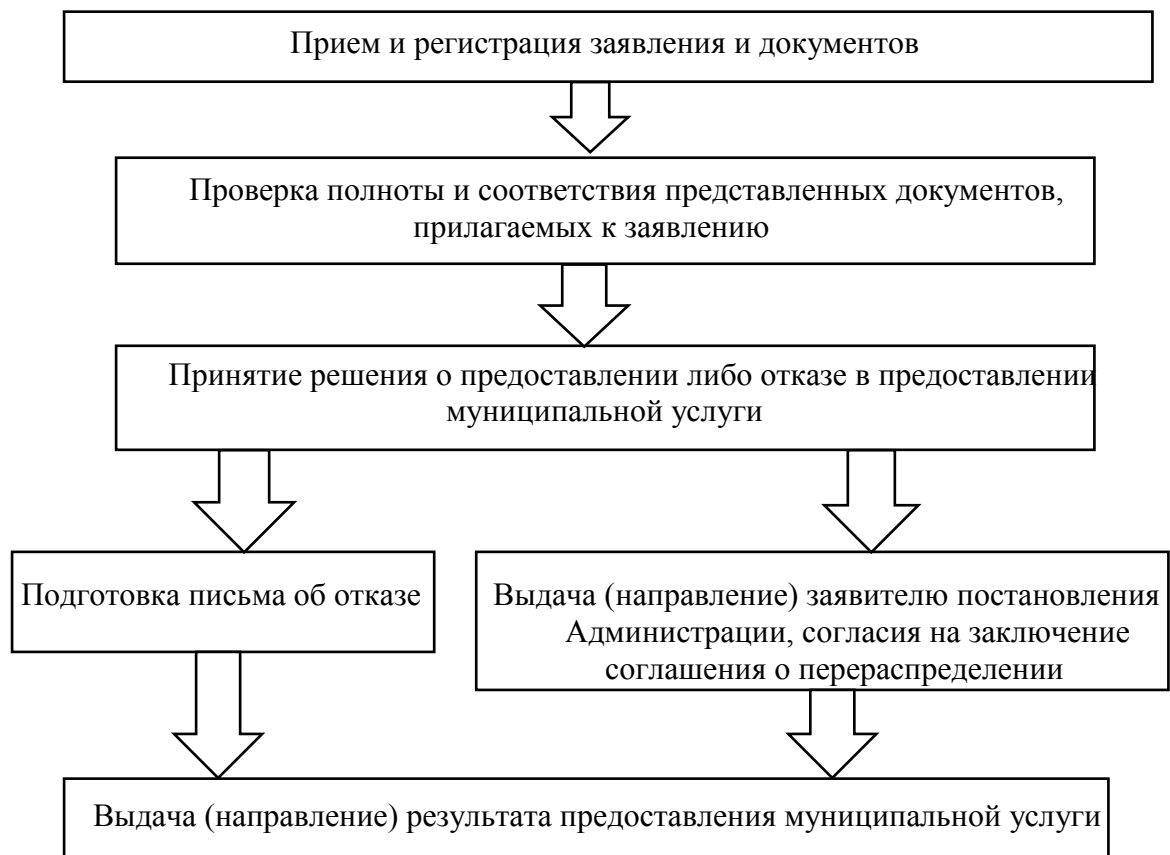 Прием и регистрация заявления и документов
Проверка полноты и соответствия представленных документов,
прилагаемых к заявлению
Принятие решения о предоставлении либо отказе в предоставлении
муниципальной услуги
Подготовка письма об отказе
Выдача (направление) заявителю постановления
Администрации, согласия на заключение
соглашения о перераспределении
Выдача (направление) результата предоставления муниципальной услуги